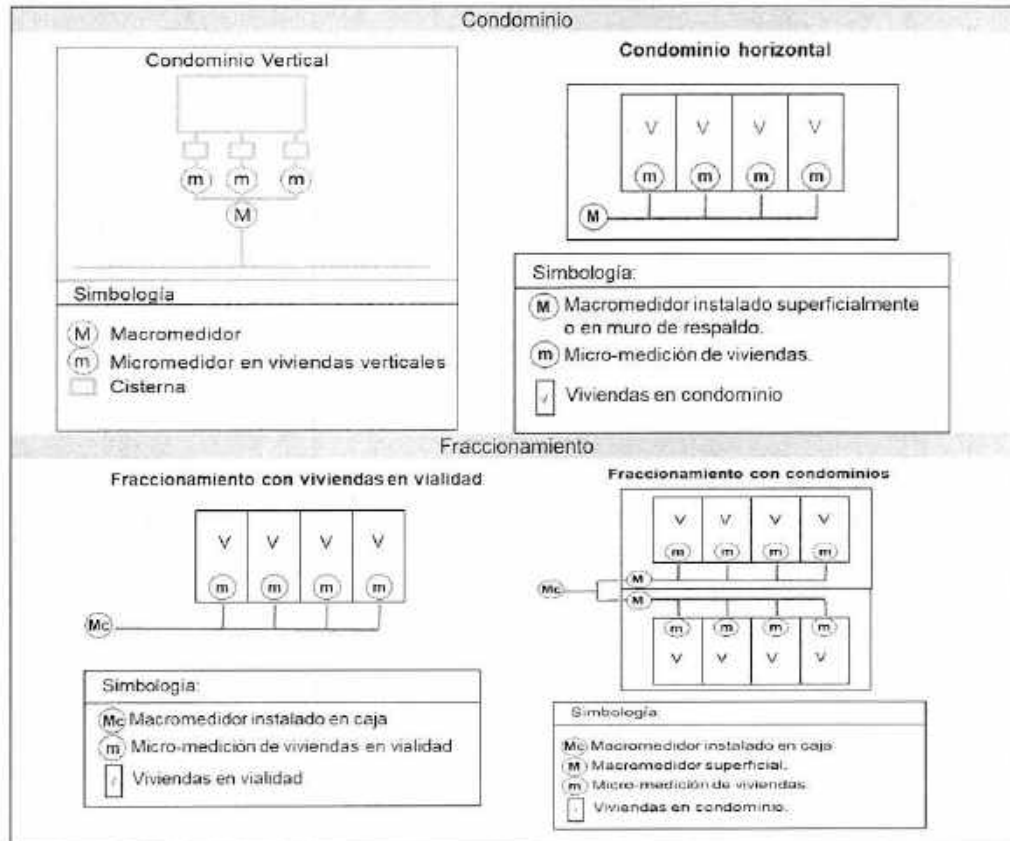 Condominio
Condominio Vertical
m m m
M
Simbología
M Macromedidor
m Micromedidor en viviendas verticales
Cisterna
Condominio horizontal
V V V V
m m m m
M
Simbología:
M Macromedidor instalado superficialmente
o en muro de respaldo.
m Micro-medición de viviendas.
V Viviendas en condominio
Fraccionamiento
Fraccionamiento con viviendas en vialidad
V V V V
m m m m
Mc
Simbología:
Mc Macromedidor instalado en caja
m Micro-medición de viviendas en vialidad
Viviendas en vialidad
Fraccionamiento con condominios
V V V V
m m m m
M
Mc
M
m m m m
V V V V
Simbología
Mc Macromedidor instalado en caja
M Macromedidor superficial.
m Micro-medición de viviendas.
Viviendas en condominio.